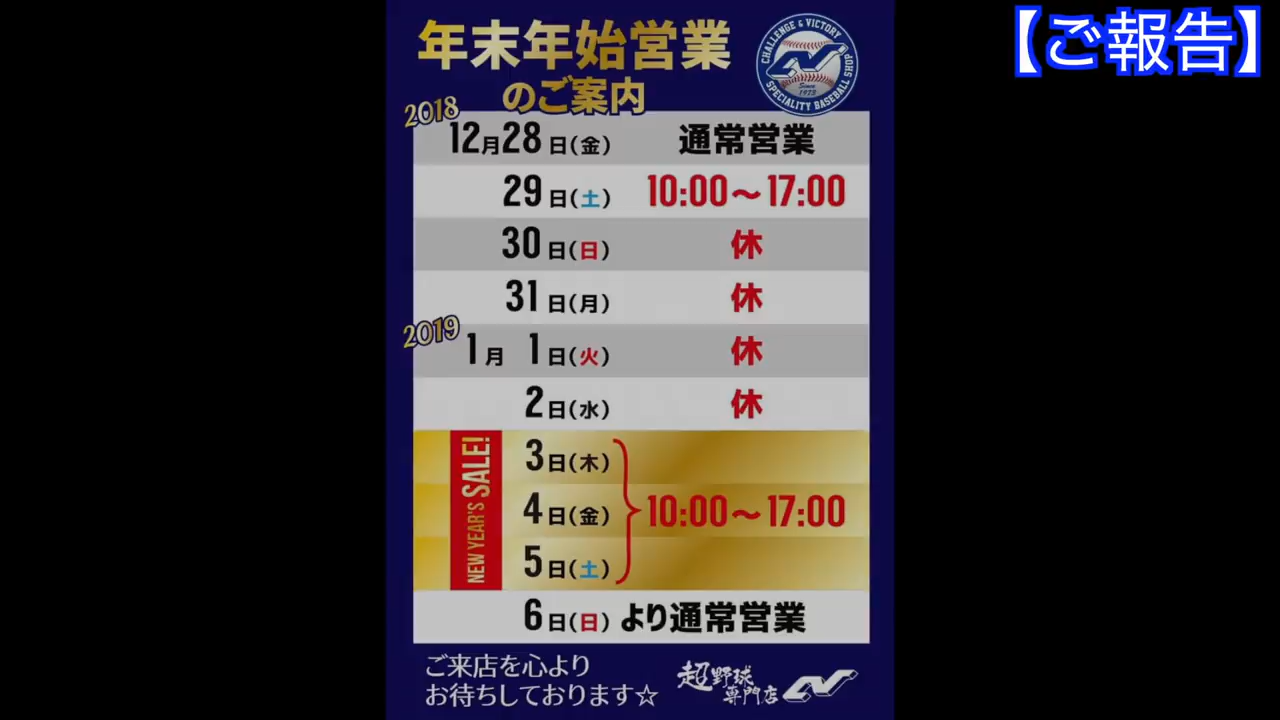 【ご報告】
年末年始営業
のご案内
CHALLENGE & VICTORY
SPECIALITY BASEBALL SHOP
Since
1973
2018
12月28日(金) 通常営業
29日(土) 10:00〜17:00
30日(日) 休
31日(月) 休
2019
1月 1日(火) 休
2日(水) 休
NEW YEAR'S SALE!
3日(木)
4日(金) 10:00〜17:00
5日(土)
6日(日) より通常営業
ご来店を心より
お待ちしております☆
超野球
専門店